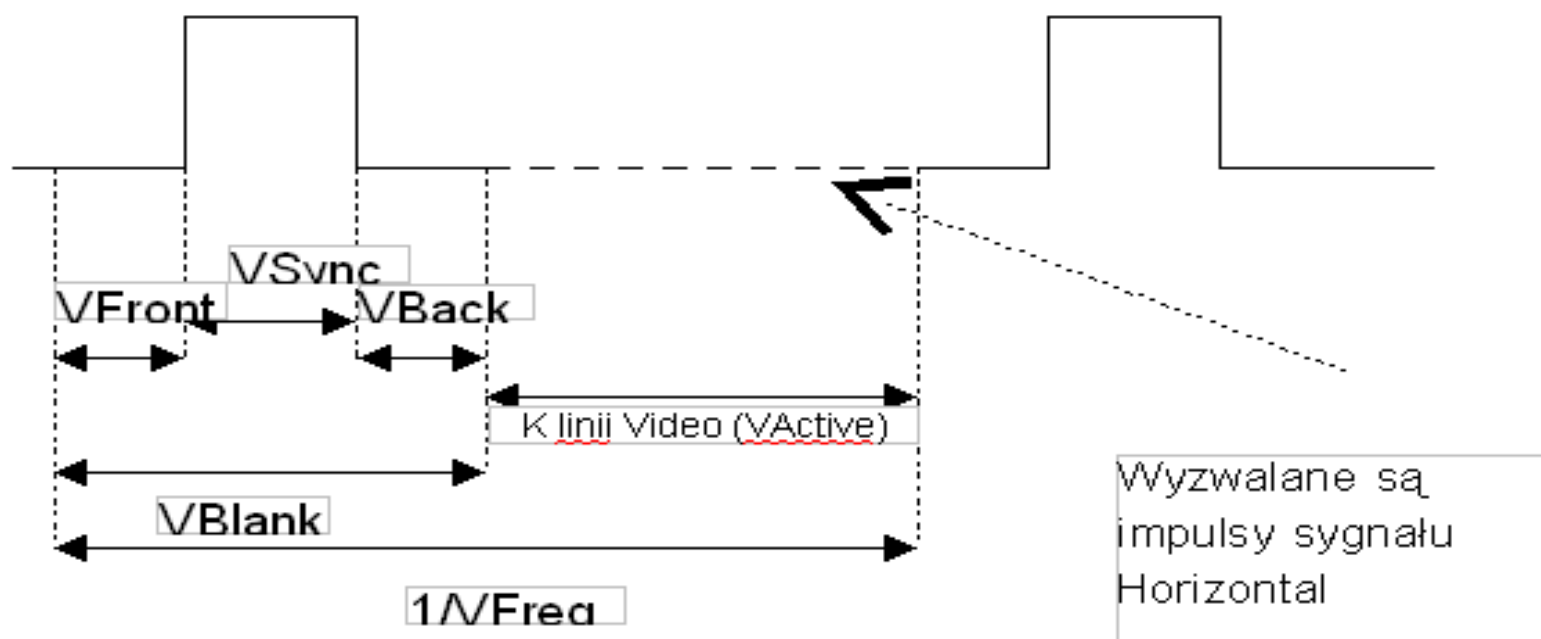 VSync
VFront
VBack
K linii Video (VActive)
VBlank
1/VFreq
Wyzwalane są
impulsy sygnału
Horizontal